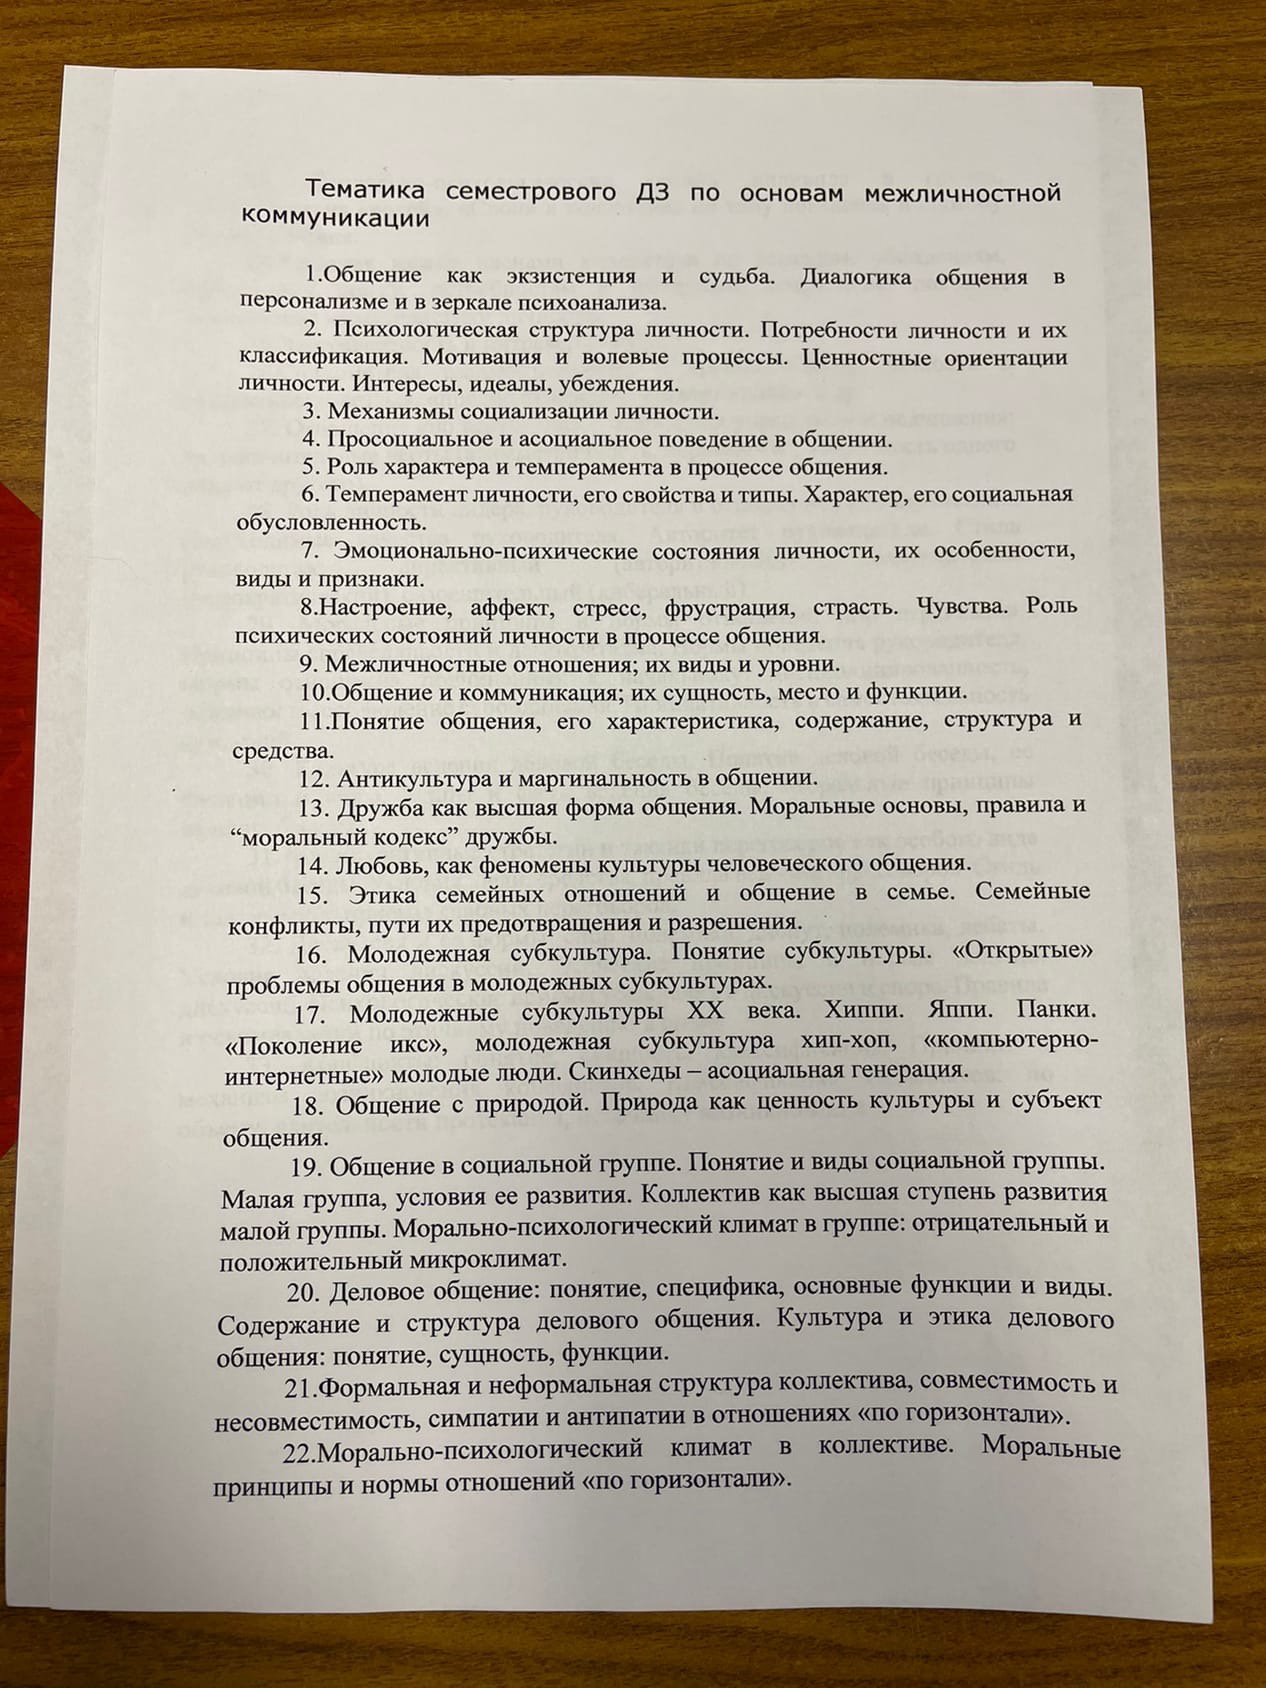 Тематика семестрового ДЗ по основам межличностной
коммуникации
1.Общение как экзистенция и судьба. Диалогика общения в
персонализме и в зеркале психоанализа.
2. Психологическая структура личности. Потребности личности и их
классификация. Мотивация и волевые процессы. Ценностные ориентации
личности. Интересы, идеалы, убеждения.
3. Механизмы социализации личности.
4. Просоциальное и асоциальное поведение в общении.
5. Роль характера и темперамента в процессе общения.
6. Темперамент личности, его свойства и типы. Характер, его социальная
обусловленность.
7. Эмоционально-психические состояния личности, их особенности,
виды и признаки.
8.Настроение, аффект, стресс, фрустрация, страсть. Чувства. Роль
психических состояний личности в процессе общения.
9. Межличностные отношения; их виды и уровни.
10.Общение и коммуникация; их сущность, место и функции.
11.Понятие общения, его характеристика, содержание, структура и
средства.
12. Антикультура и маргинальность в общении.
13. Дружба как высшая форма общения. Моральные основы, правила и
“моральный кодекс” дружбы.
14. Любовь, как феномены культуры человеческого общения.
15. Этика семейных отношений и общение в семье. Семейные
конфликты, пути их предотвращения и разрешения.
16. Молодежная субкультура. Понятие субкультуры. «Открытые»
проблемы общения в молодежных субкультурах.
17. Молодежные субкультуры XX века. Хиппи. Яппи. Панки.
«Поколение икс», молодежная субкультура хип-хоп, «компьютерно-
интернетные» молодые люди. Скинхеды – асоциальная генерация.
18. Общение с природой. Природа как ценность культуры и субъект
общения.
19. Общение в социальной группе. Понятие и виды социальной группы.
Малая группа, условия ее развития. Коллектив как высшая ступень развития
малой группы. Морально-психологический климат в группе: отрицательный и
положительный микроклимат.
20. Деловое общение: понятие, специфика, основные функции и виды.
Содержание и структура делового общения. Культура и этика делового
общения: понятие, сущность, функции.
21.Формальная и неформальная структура коллектива, совместимость и
несовместимость, симпатии и антипатии в отношениях «по горизонтали».
22.Морально-психологический климат в коллективе. Моральные
принципы и нормы отношений «по горизонтали».